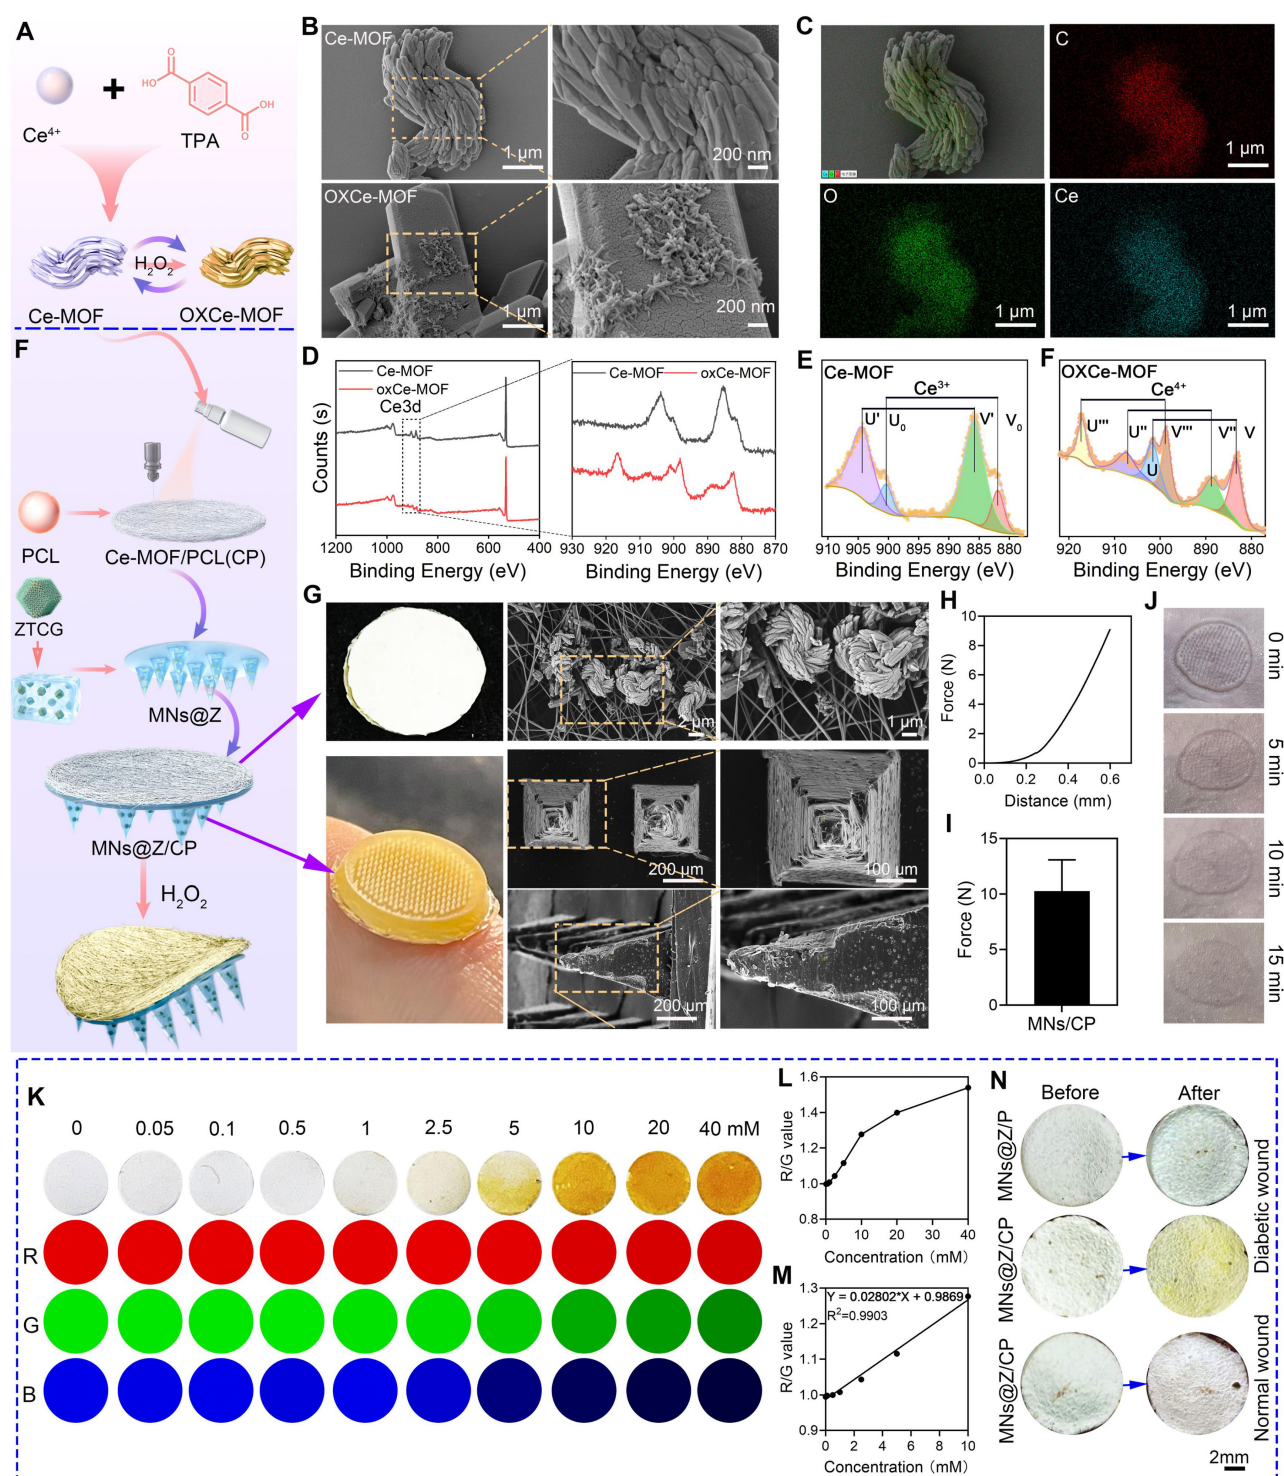 A
Ce4+
+
TPA
O
HO
OH
O
H2O2
Ce-MOF
OXCe-MOF
B
Ce-MOF
1 μm
200 nm
OXCe-MOF
1 μm
200 nm
C
C
1 μm
O
1 μm
Ce
1 μm
D
Ce-MOF
oxCe-MOF
Ce3d
Counts (s)
1200 1000 800 600 400
Binding Energy (eV)
Ce-MOF oxCe-MOF
930 920 910 900 890 880 870
Binding Energy (eV)
E
Ce-MOF
Ce3+
U' U0 V' V0
910 905 900 895 890 885 880
Binding Energy (eV)
F
OXCe-MOF
Ce4+
U''' U'' U V''' V'' V
920 910 900 890 880
Binding Energy (eV)
F
PCL
Ce-MOF/PCL(CP)
ZTCG
MNs@Z
MNs@Z/CP
H2O2
G
2 μm
1 μm
200 μm
100 μm
200 μm
100 μm
H
Force (N)
10
8
6
4
2
0
0.0 0.2 0.4 0.6
Distance (mm)
I
Force (N)
15
10
5
0
MNs/CP
J
0 min
5 min
10 min
15 min
K
0 0.05 0.1 0.5 1 2.5 5 10 20 40 mM
R
G
B
L
R/G value
1.6
1.4
1.2
1.0
0.8
0 10 20 30 40
Concentration (mM)
M
R/G value
1.3
1.2
1.1
1.0
0.9
Y = 0.02802*X + 0.9869
R2=0.9903
0 2 4 6 8 10
Concentration (mM)
N
Before After
MNs@Z/P
MNs@Z/CP
MNs@Z/CP
Diabetic wound
Normal wound
2mm